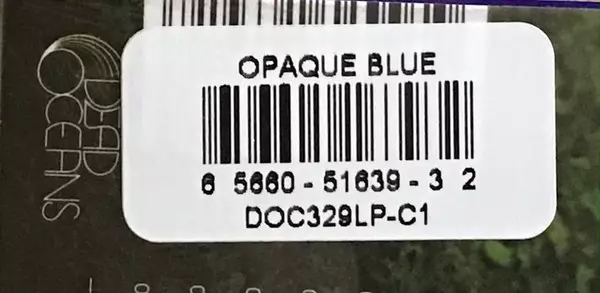 DEAD
OCEANS
OPAQUE BLUE
6 5660 - 51639 - 3 2
DOC329LP-C1